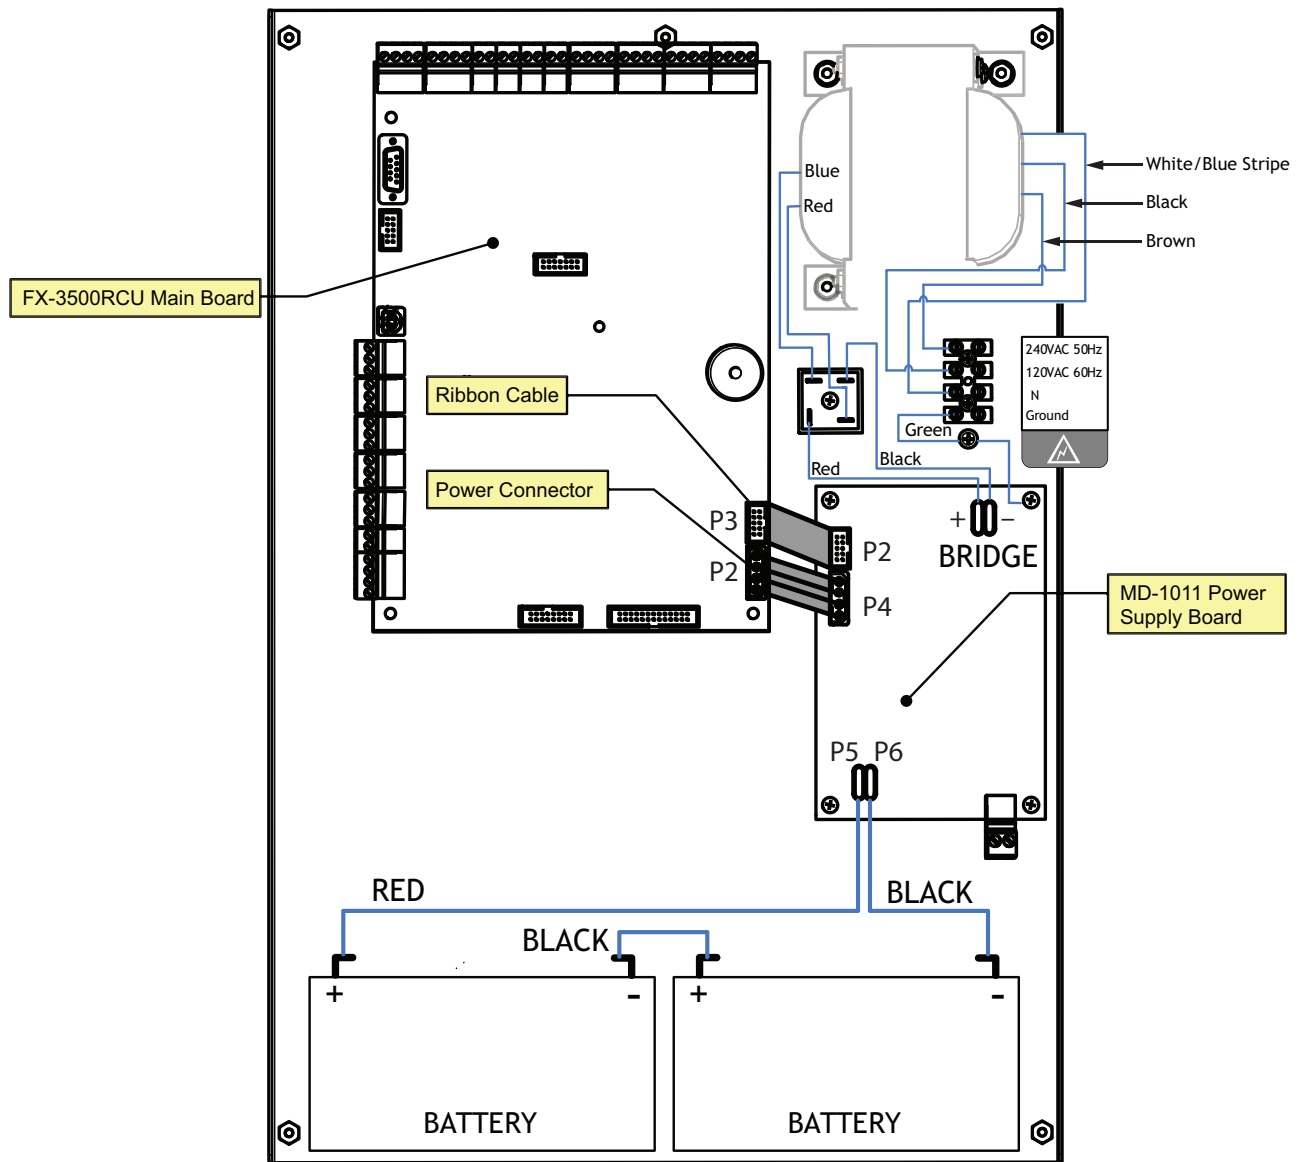 White/Blue Stripe
Blue
Black
Red
Brown
FX-3500RCU Main Board
240VAC 50Hz
120VAC 60Hz
N
Ground
Ribbon Cable
Green
Black
Red
Power Connector
P3
+ –
P2
BRIDGE
P2
P4
MD-1011 Power
Supply Board
P5 P6
RED
BLACK
BLACK
+ - + -
BATTERY
BATTERY